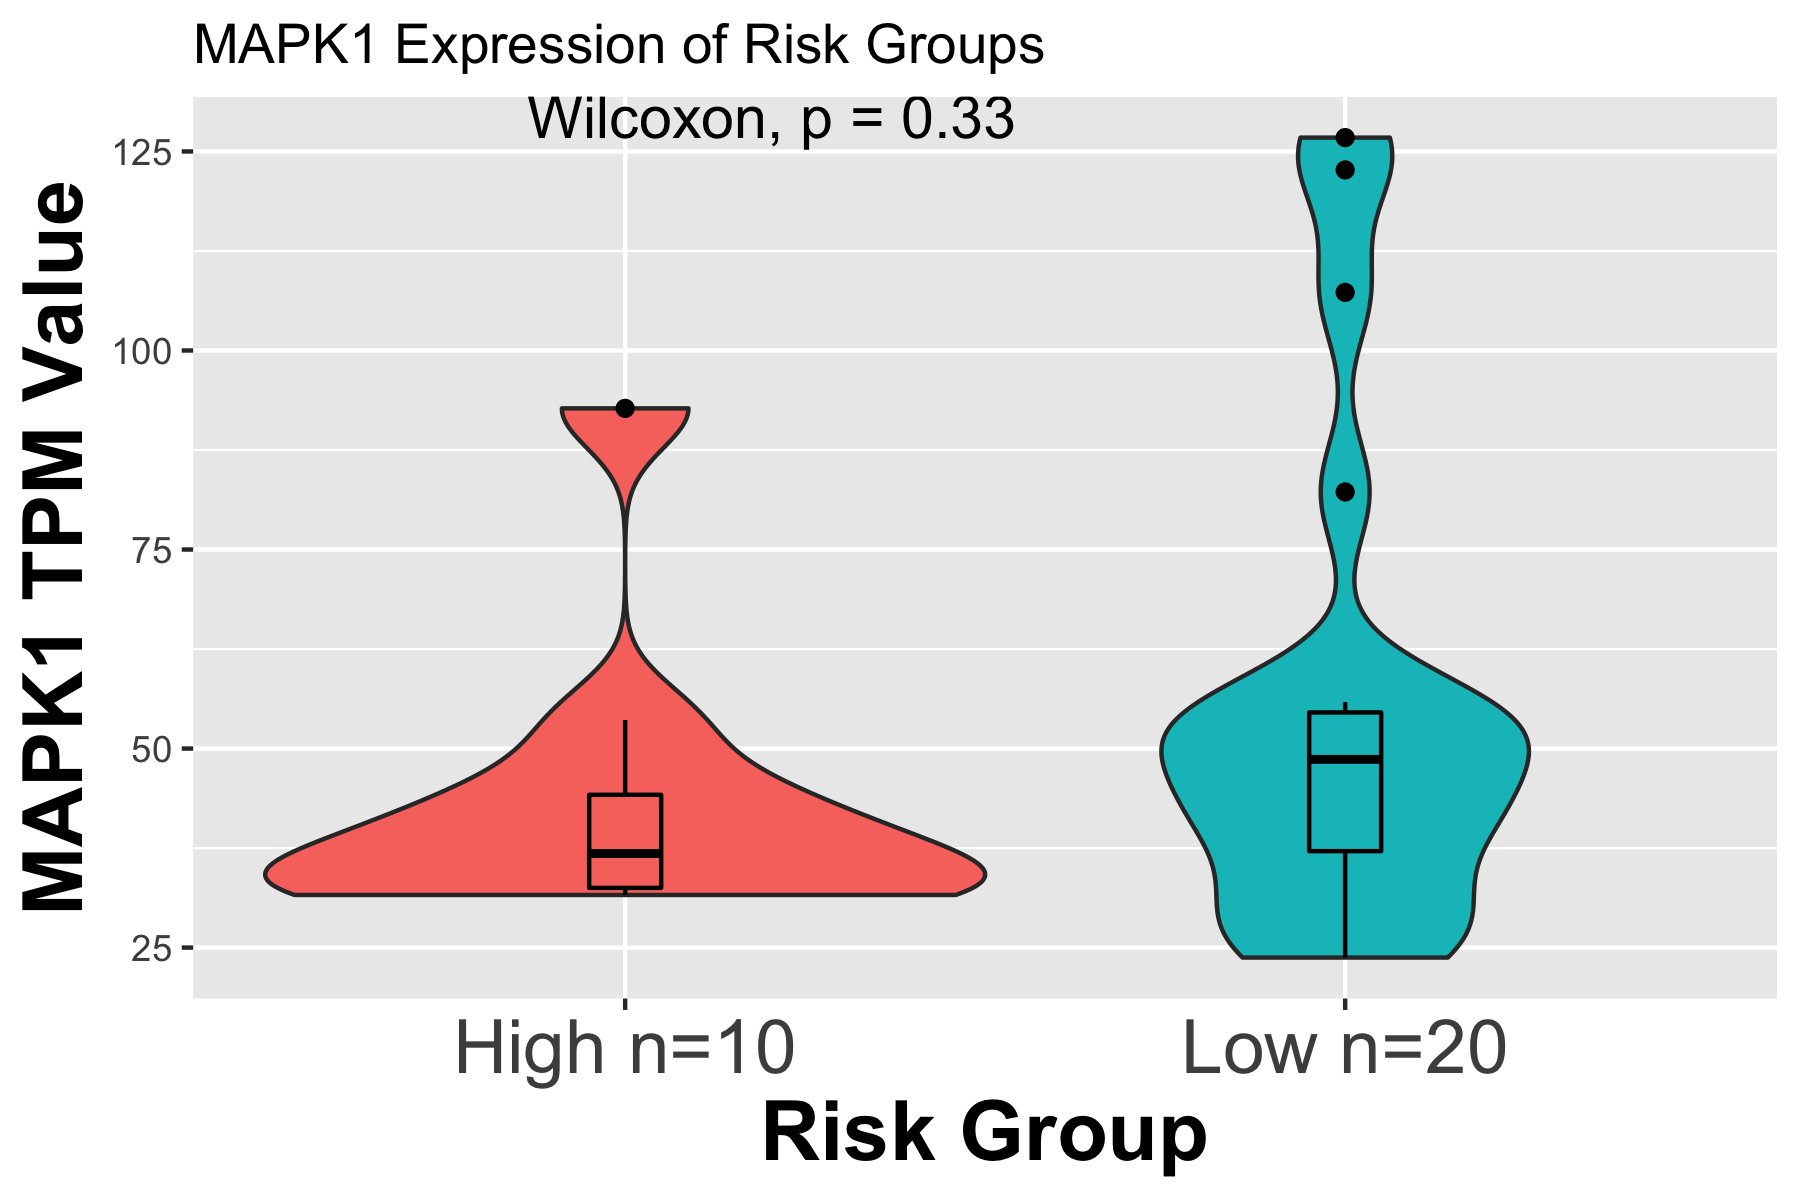 MAPK1 Expression of Risk Groups
Wilcoxon, p = 0.33
MAPK1 TPM Value
125
100
75
50
25
High n=10
Low n=20
Risk Group